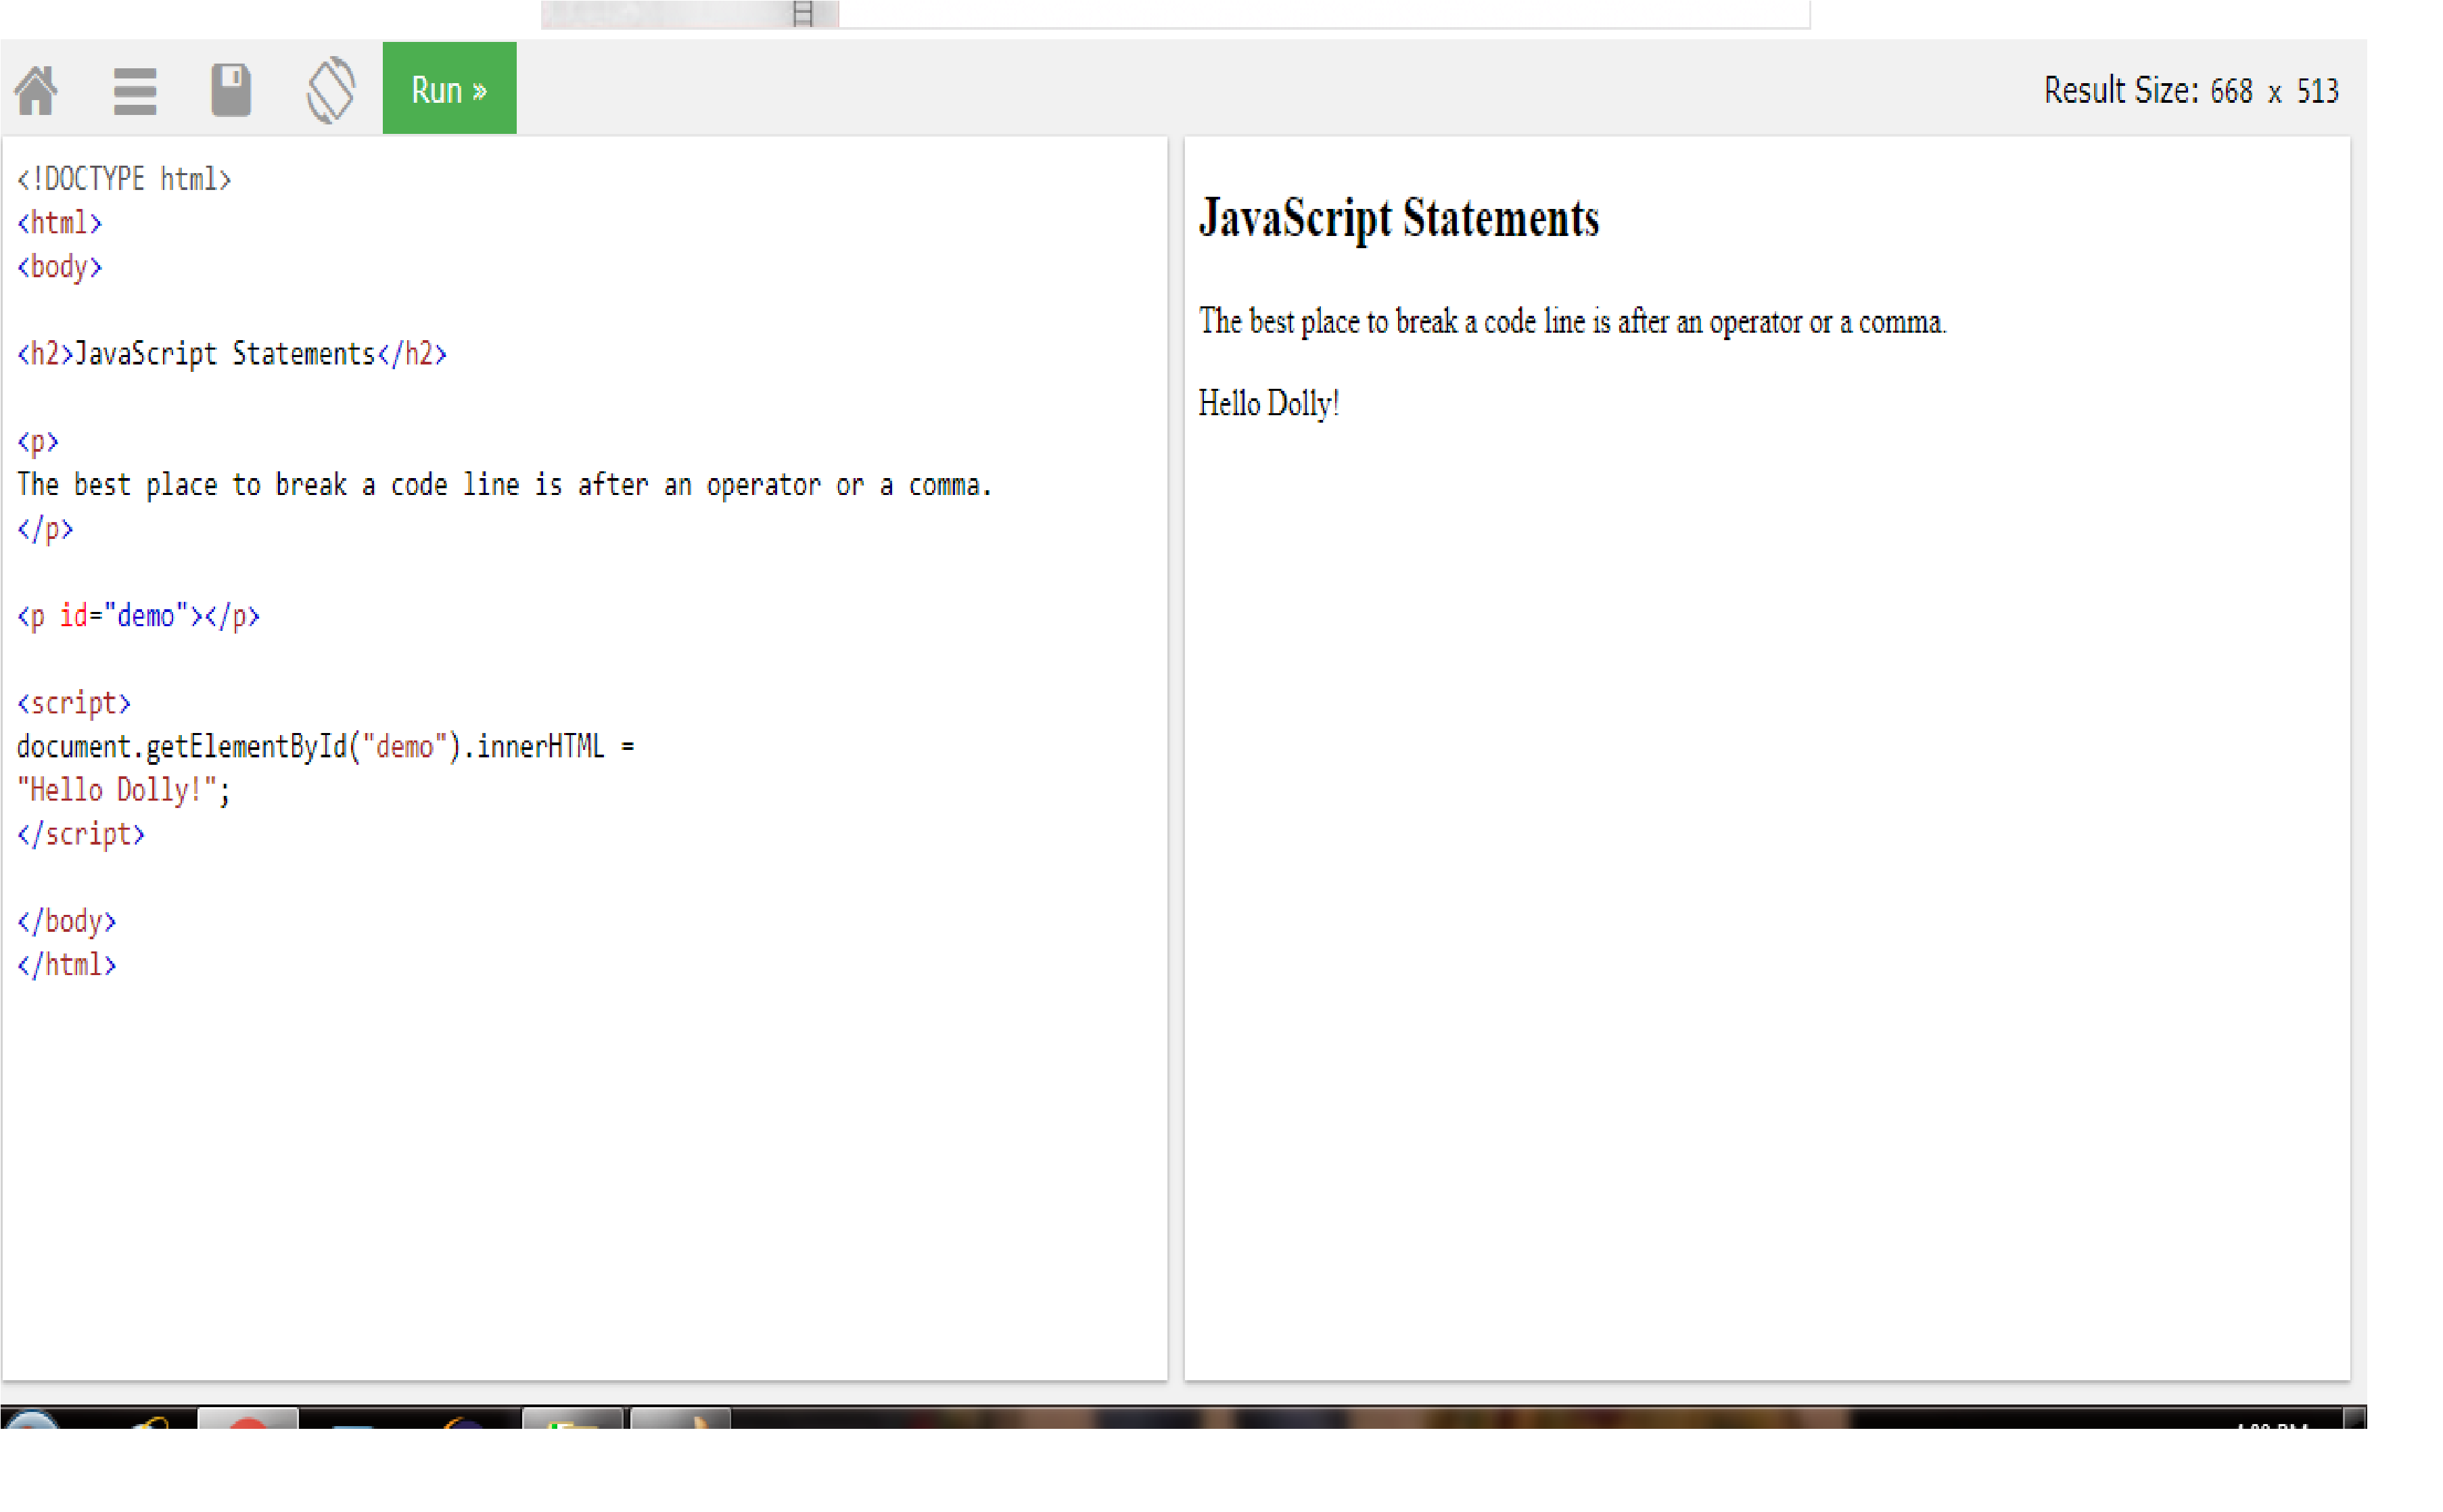 Run »
Result Size: 668 x 513
<!DOCTYPE html>
<html>
<body>
<h2>JavaScript Statements</h2>
<p>
The best place to break a code line is after an operator or a comma.
</p>
<p id="demo"></p>
<script>
document.getElementById("demo").innerHTML =
"Hello Dolly!";
</script>
</body>
</html>
JavaScript Statements
The best place to break a code line is after an operator or a comma.
Hello Dolly!